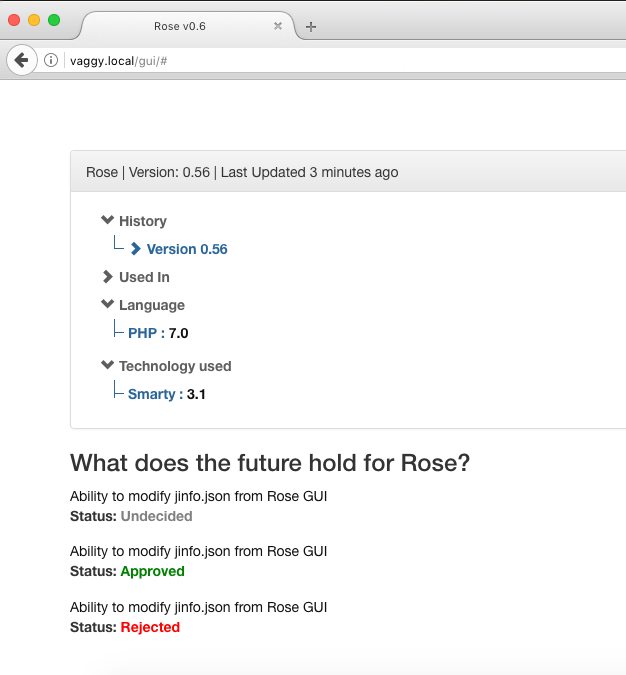 Rose v0.6
vaggy.local/gui/#
Rose | Version: 0.56 | Last Updated 3 minutes ago
History
Version 0.56
Used In
Language
PHP : 7.0
Technology used
Smarty : 3.1
What does the future hold for Rose?
Ability to modify jinfo.json from Rose GUI
Status: Undecided
Ability to modify jinfo.json from Rose GUI
Status: Approved
Ability to modify jinfo.json from Rose GUI
Status: Rejected